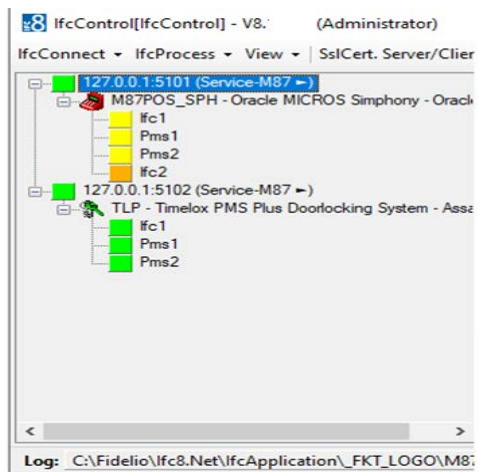 IfcControl[IfcControl] - V8. (Administrator)
IfcConnect IfcProcess View SslCert. Server/Clier
127.0.0.1:5101 (Service-M87 ►)
M87POS_SPH - Oracle MICROS Simphony - Oracl
Ifc1
Pms1
Pms2
Ifc2
127.0.0.1:5102 (Service-M87 ►)
TLP - Timelox PMS Plus Doorlocking System - Assa
Ifc1
Pms1
Pms2
Log: C:\Fidelio\Ifc8.Net\IfcApplication\_FKT_LOGO\M87